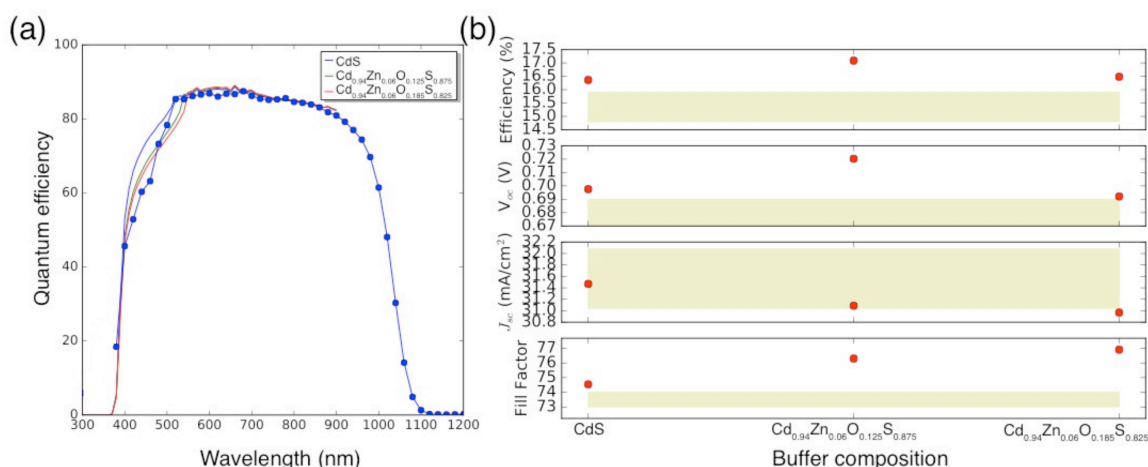 (a)
100
80
60
40
20
0
Quantum efficiency
CdS
Cd0.94Zn0.06O0.125S0.875
Cd0.94Zn0.06O0.185S0.825
300 400 500 600 700 800 900 1000 1100 1200
Wavelength (nm)
(b)
17.5
17.0
16.5
16.0
15.5
15.0
14.5
Efficiency (%)
0.73
0.72
0.71
0.70
0.69
0.68
0.67
Voc (V)
32.2
32.0
31.8
31.6
31.4
31.2
31.0
30.8
Jsc (mA/cm2)
77
76
75
74
73
Fill Factor
CdS Cd0.94Zn0.06O0.125S0.875 Cd0.94Zn0.06O0.185S0.825
Buffer composition